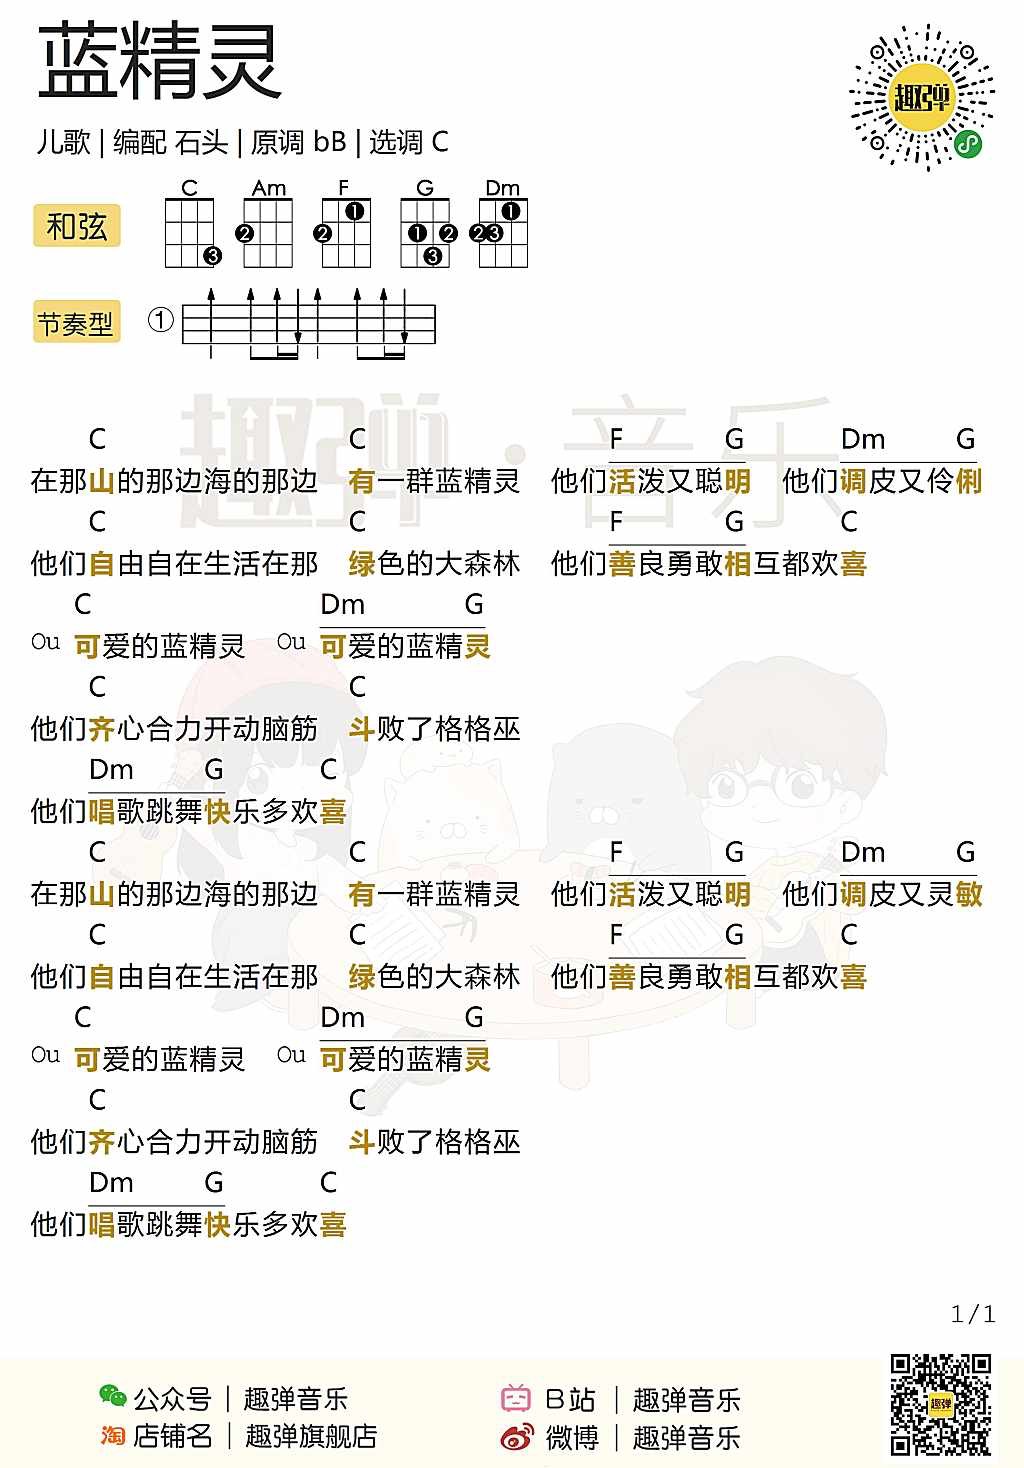 蓝精灵
趣弹
儿歌 | 编配 石头 | 原调 bB | 选调 C
和弦 C Am F G Dm
2 3 1 2 1 2 3 1 2 3
节奏型 ①
趣弹·音乐
C C F G Dm G
在那山的那边海的那边 有一群蓝精灵 他们活泼又聪明 他们调皮又伶俐
C C F G C
他们自由自在生活在那 绿色的大森林 他们善良勇敢相互都欢喜
C Dm G
Ou 可爱的蓝精灵 Ou 可爱的蓝精灵
C C
他们齐心合力开动脑筋 斗败了格格巫
Dm G C
他们唱歌跳舞快乐多欢喜
C C F G Dm G
在那山的那边海的那边 有一群蓝精灵 他们活泼又聪明 他们调皮又灵敏
C C F G C
他们自由自在生活在那 绿色的大森林 他们善良勇敢相互都欢喜
C Dm G
Ou 可爱的蓝精灵 Ou 可爱的蓝精灵
C C
他们齐心合力开动脑筋 斗败了格格巫
Dm G C
他们唱歌跳舞快乐多欢喜
1/1
公众号 | 趣弹音乐 B站 | 趣弹音乐
淘 店铺名 | 趣弹旗舰店 微博 | 趣弹音乐
趣弹